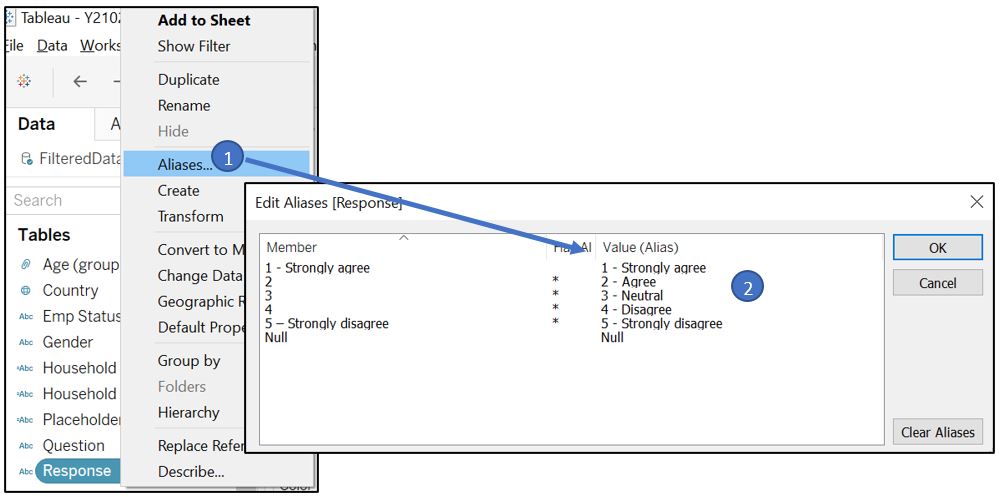 Tableau - Y2102
File Data Works
Data A
FilteredData
Search
Tables
Age (group
Country
Abc Emp Status
Abc Gender
Abc Household
Abc Household
Abc Placeholder
Abc Question
Abc Response
Add to Sheet
Show Filter
Duplicate
Rename
Hide
Aliases... 1
Create
Transform
Convert to M
Change Data
Geographic R
Default Prope
Group by
Folders
Hierarchy
Replace Refer
Describe...
Color
Edit Aliases [Response]
Member Value (Alias)
1 - Strongly agree 1 - Strongly agree
2 * 2 - Agree
3 * 3 - Neutral
4 * 4 - Disagree
5 – Strongly disagree * 5 - Strongly disagree
Null Null
2
OK
Cancel
Clear Aliases